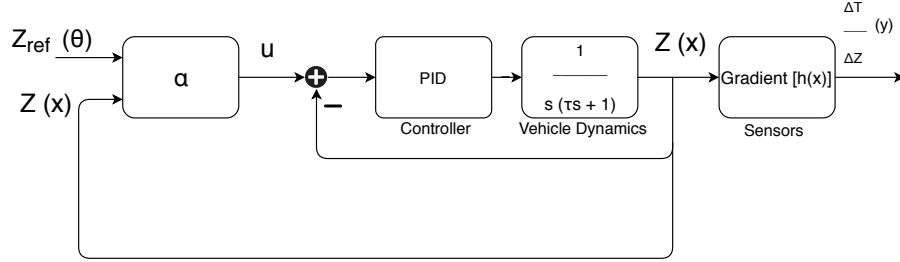 Z_ref (θ)
Z (x)
α
u
−
PID
Controller
1
s (τs + 1)
Vehicle Dynamics
Z (x)
Gradient [h(x)]
Sensors
ΔT
(y)
ΔZ